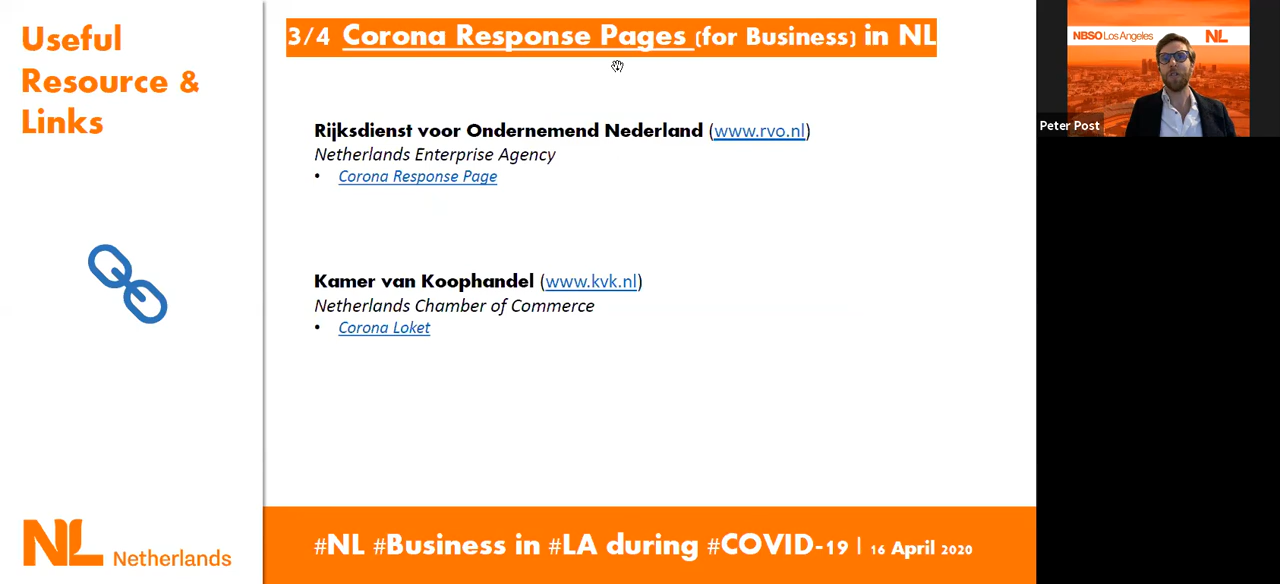 Useful
Resource &
Links
3/4 Corona Response Pages (for Business) in NL
Rijksdienst voor Ondernemend Nederland (www.rvo.nl)
Netherlands Enterprise Agency
• Corona Response Page
Kamer van Koophandel (www.kvk.nl)
Netherlands Chamber of Commerce
• Corona Loket
NL Netherlands
#NL #Business in #LA during #COVID-19 | 16 April 2020
NBSO Los Angeles
NL
Peter Post